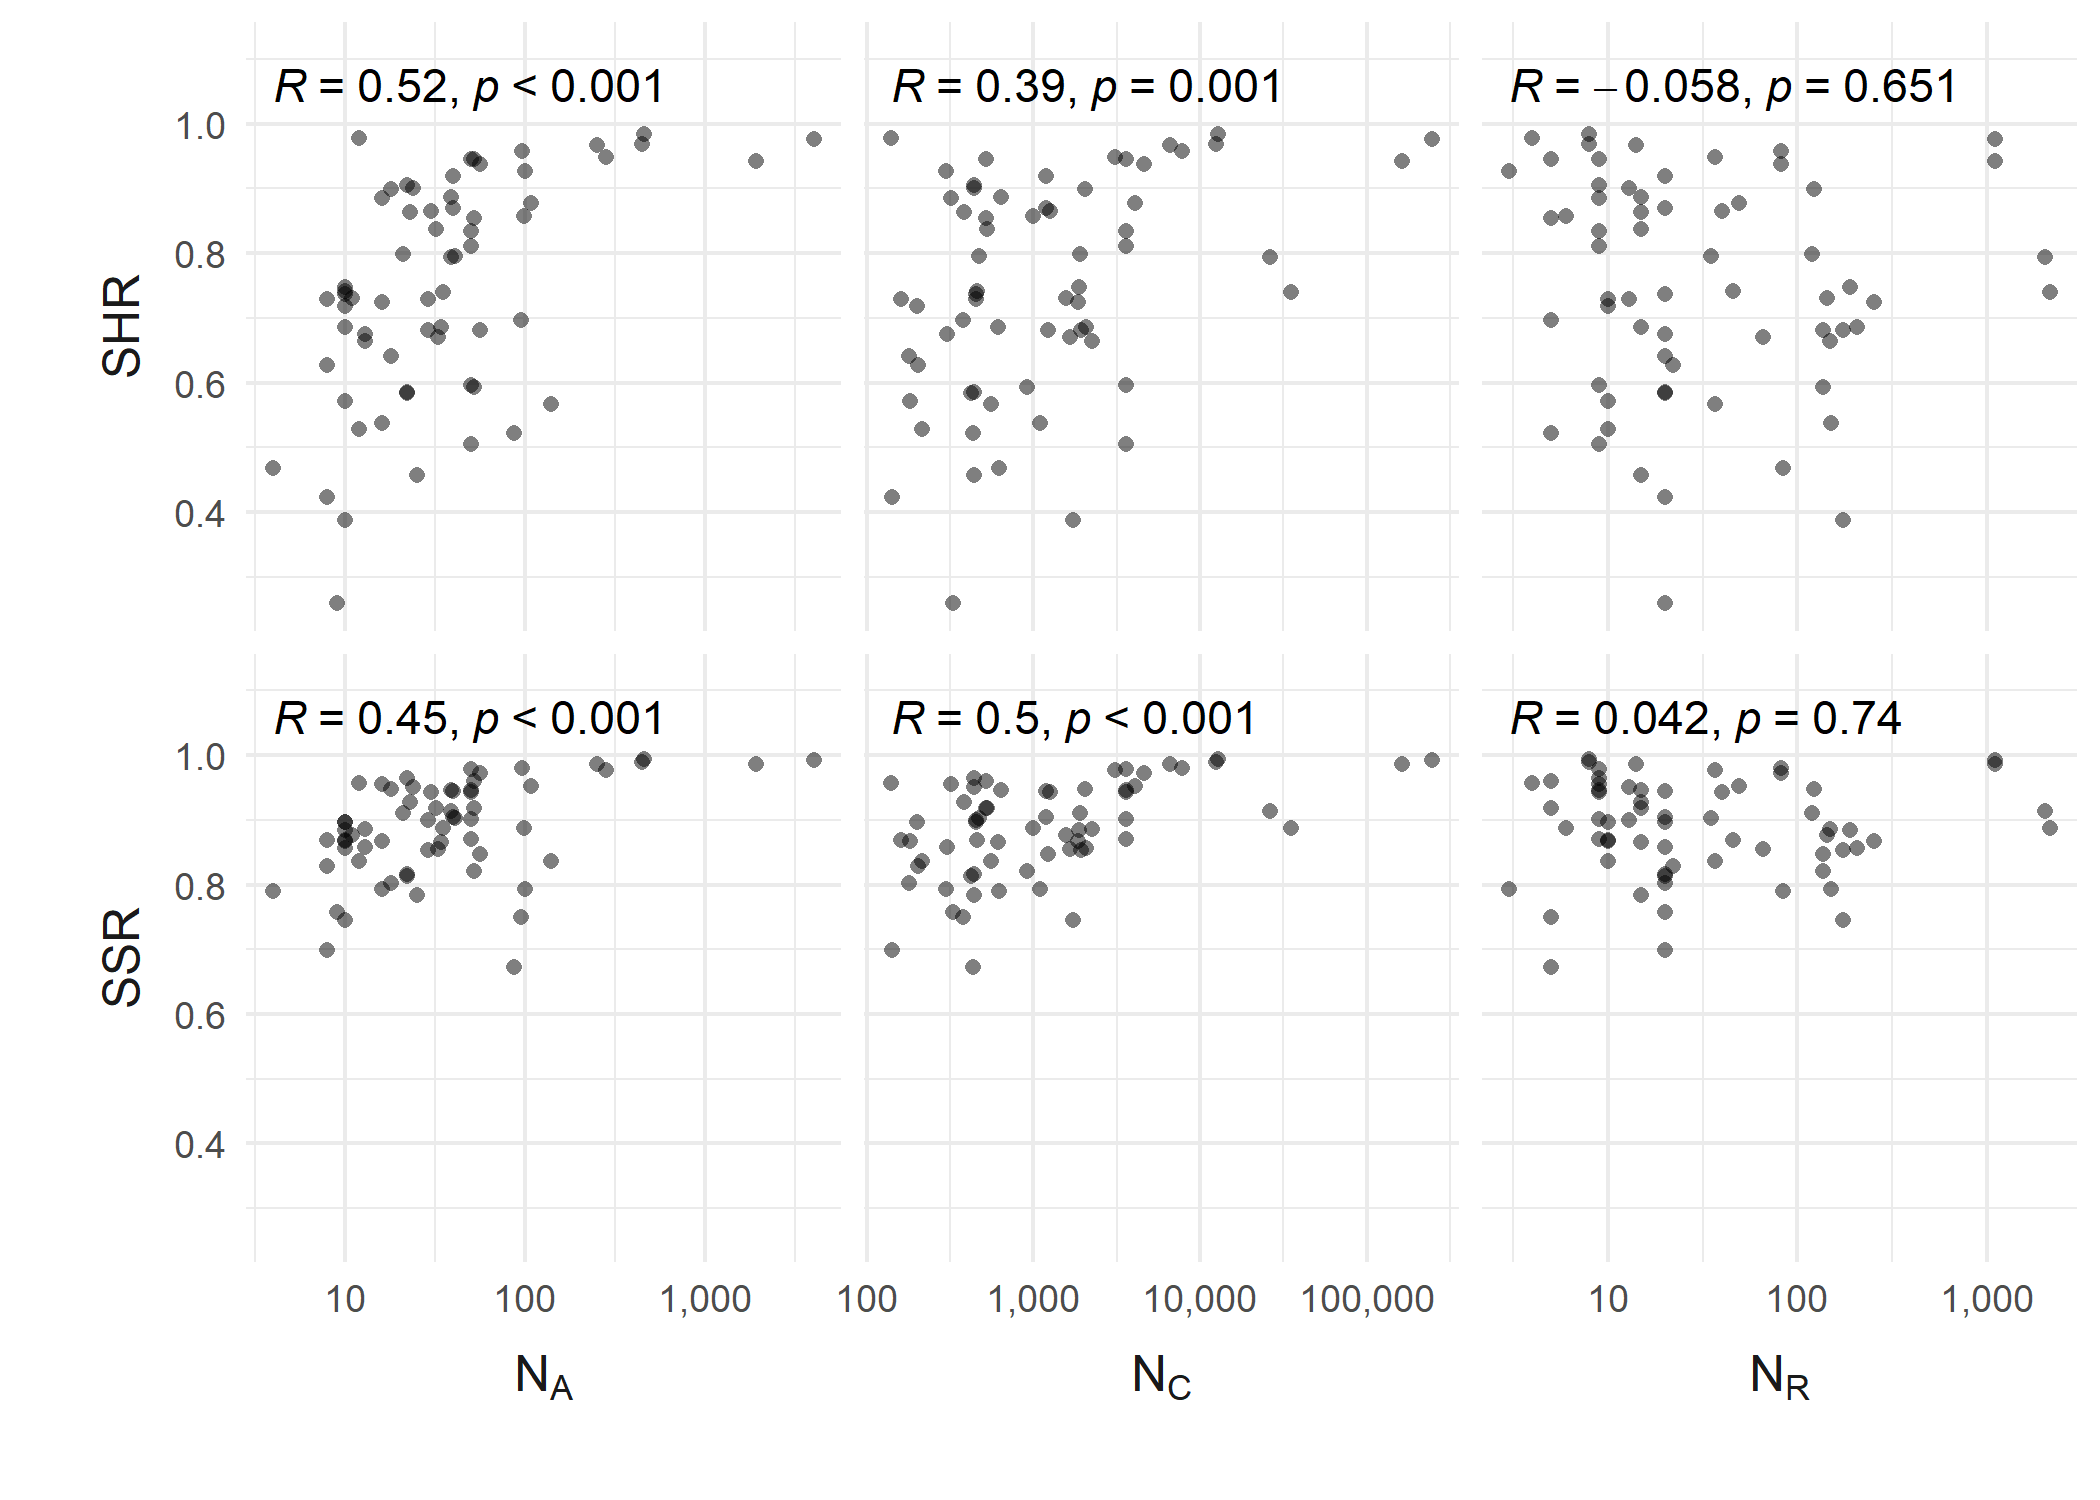 R = 0.52, p < 0.001
R = 0.39, p = 0.001
R = −0.058, p = 0.651
1.0
0.8
0.6
0.4
SHR
R = 0.45, p < 0.001
R = 0.5, p < 0.001
R = 0.042, p = 0.74
1.0
0.8
0.6
0.4
SSR
10 100 1,000
100 1,000 10,000 100,000
10 100 1,000
N_A
N_C
N_R